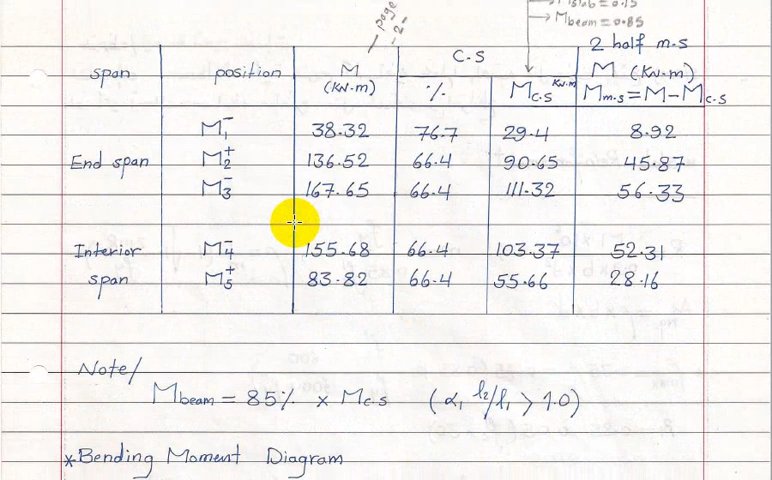 → Mslab = 0.15
→ Mbeam = 0.85
page
-2-
span position M (KN.m) C.S 2 half m.s
% Mc.s KN.m M (KN.m)
Mm.s = M - Mc.s
M₁⁻ 38.32 76.7 29.4 8.92
End span M₂⁺ 136.52 66.4 90.65 45.87
M₃⁻ 167.65 66.4 111.32 56.33
Interior M₄⁻ 155.68 66.4 103.37 52.31
span M₅⁺ 83.82 66.4 55.66 28.16
Note/
Mbeam = 85% × Mc.s (α₁ l₂/l₁ > 1.0)
*Bending Moment Diagram